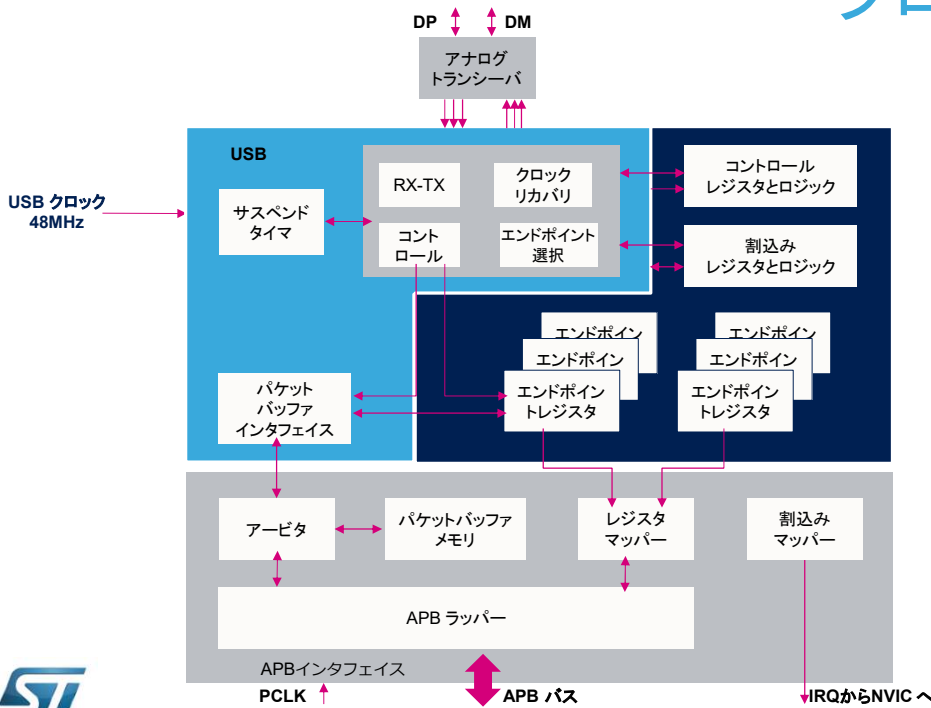 DP
DM
アナログ
トランシーバ
USB
USB クロック
48MHz
サスペンド
タイマ
RX-TX
クロック
リカバリ
コント
ロール
エンドポイント
選択
コントロール
レジスタとロジック
割込み
レジスタとロジック
エンドポイン
エンドポイン
エンドポイン
トレジスタ
エンドポイン
エンドポイン
エンドポイン
トレジスタ
パケット
バッファ
インタフェイス
アービタ
パケットバッファ
メモリ
レジスタ
マッパー
割込み
マッパー
APB ラッパー
APBインタフェイス
PCLK
APB バス
IRQからNVIC へ
ST